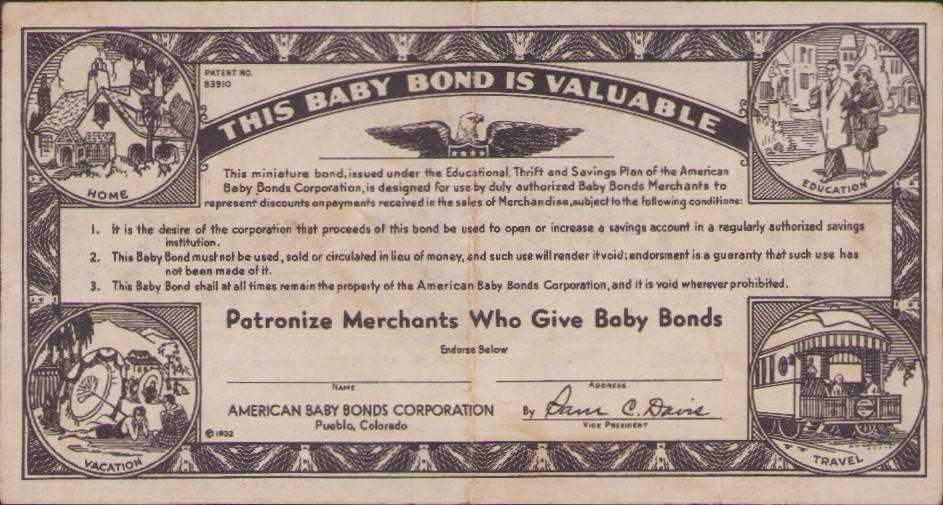 PATENT NO.
83910
THIS BABY BOND IS VALUABLE
HOME
EDUCATION
This miniature bond, issued under the Educational, Thrift and Savings Plan of the American
Baby Bonds Corporation, is designed for use by duly authorized Baby Bonds Merchants to
represent discounts on payments received in the sales of Merchandise, subject to the following conditions:
1. It is the desire of the corporation that proceeds of this bond be used to open or increase a savings account in a regularly authorized savings
institution.
2. This Baby Bond must not be used, sold or circulated in lieu of money, and such use will render it void; endorsment is a guaranty that such use has
not been made of it.
3. This Baby Bond shall at all times remain the property of the American Baby Bonds Corporation, and it is void wherever prohibited.
Patronize Merchants Who Give Baby Bonds
Endorse Below
NAME
ADDRESS
AMERICAN BABY BONDS CORPORATION
Pueblo, Colorado
By Sam C. Davis
VICE PRESIDENT
© 1932
VACATION
TRAVEL